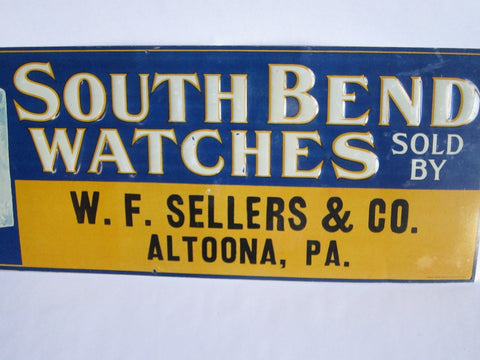 SOUTH BEND
WATCHES SOLD BY
W. F. SELLERS & CO.
ALTOONA, PA.